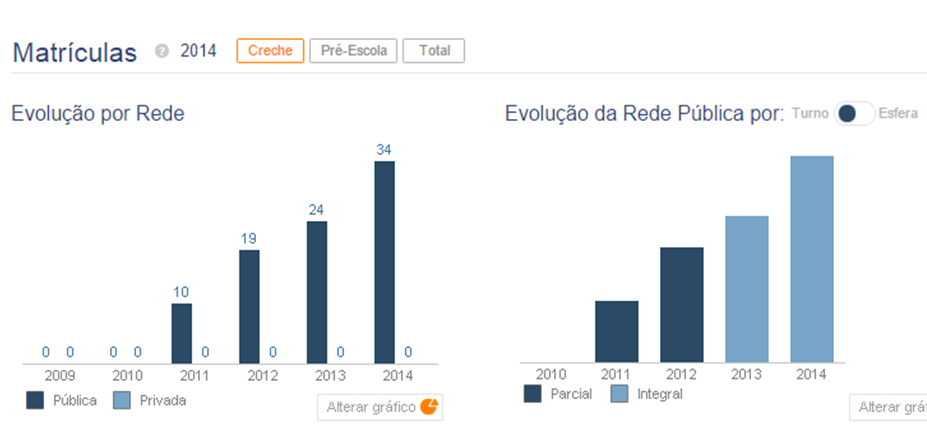 Matrículas ? 2014 Creche Pré-Escola Total
Evolução por Rede
34
24
19
10
0 0 0 0 0 0 0 0
2009 2010 2011 2012 2013 2014
Pública Privada
Alterar gráfico
Evolução da Rede Pública por: Turno Esfera
2010 2011 2012 2013 2014
Parcial Integral
Alterar grá